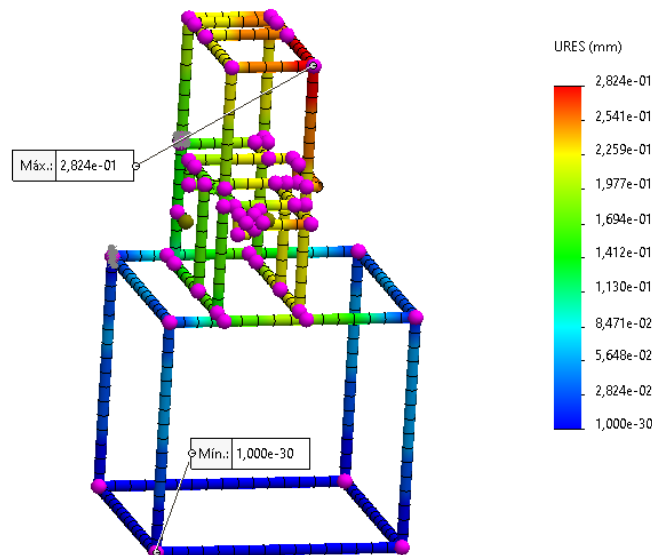 URES (mm)
2,824e-01
2,541e-01
2,259e-01
1,977e-01
1,694e-01
1,412e-01
1,130e-01
8,471e-02
5,648e-02
2,824e-02
1,000e-30
Máx.: 2,824e-01
Mín.: 1,000e-30